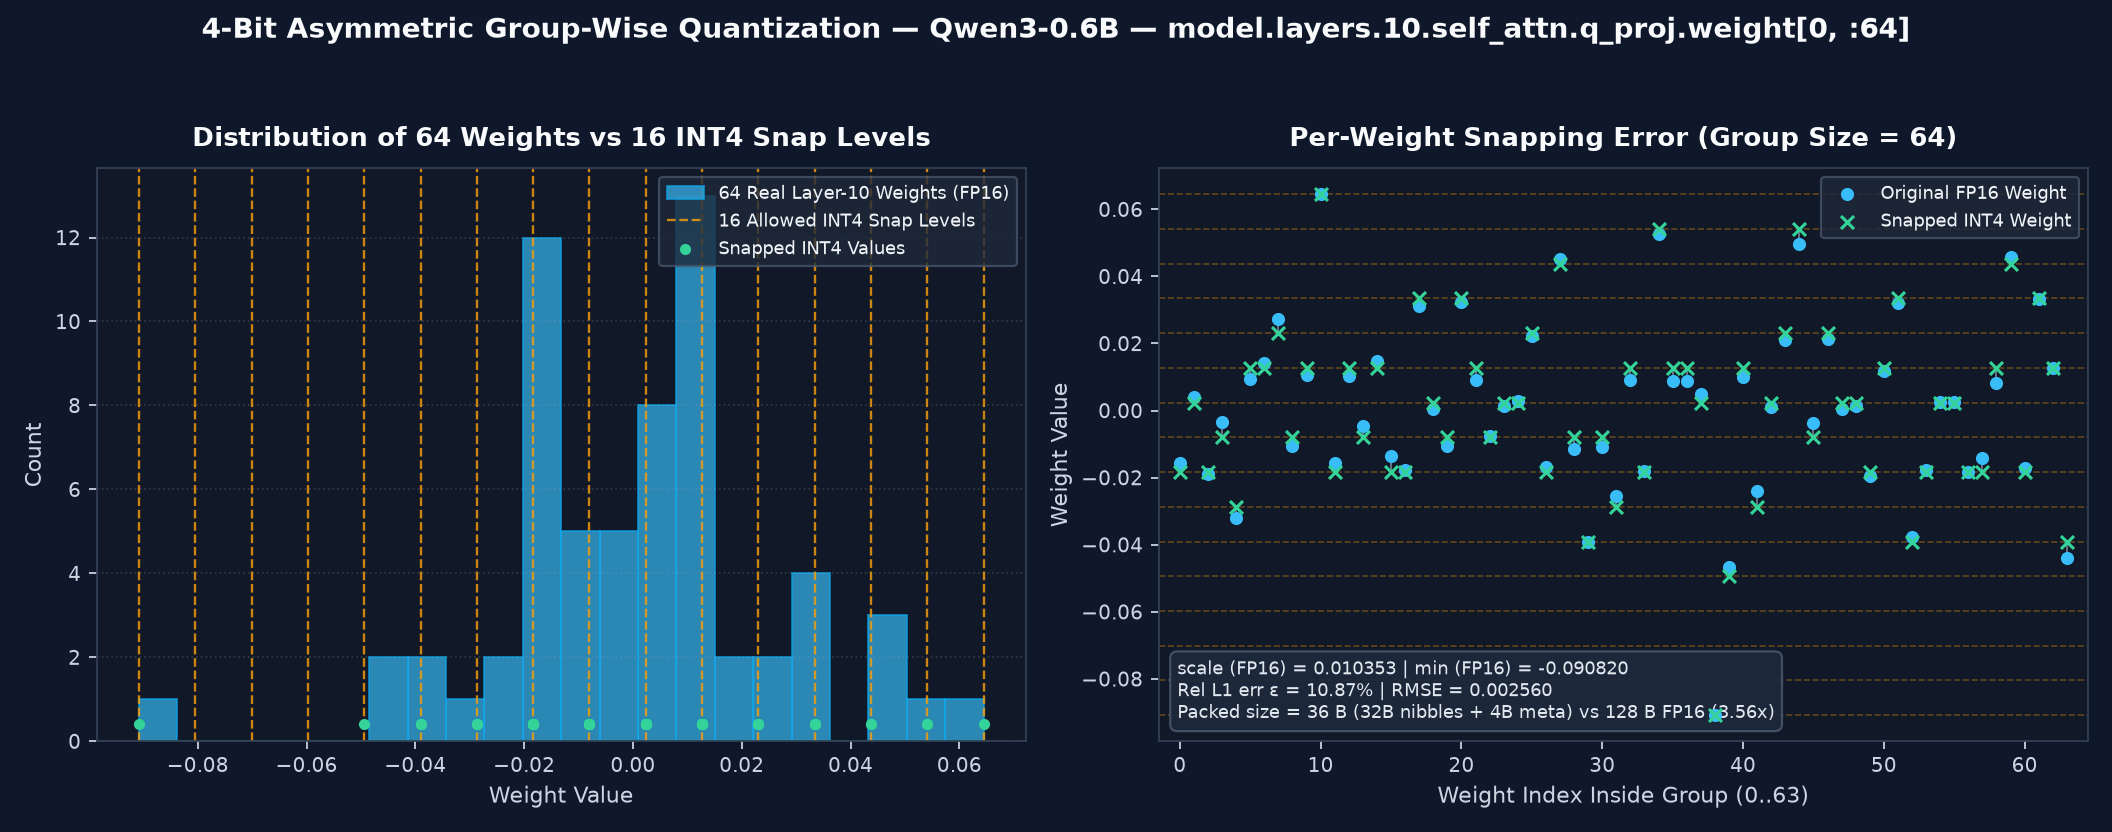 4-Bit Asymmetric Group-Wise Quantization — Qwen3-0.6B — model.layers.10.self_attn.q_proj.weight[0, :64]
Distribution of 64 Weights vs 16 INT4 Snap Levels
64 Real Layer-10 Weights (FP16)
16 Allowed INT4 Snap Levels
Snapped INT4 Values
Count
12
10
8
6
4
2
0
−0.08
−0.06
−0.04
−0.02
0.00
0.02
0.04
0.06
Weight Value
Per-Weight Snapping Error (Group Size = 64)
Original FP16 Weight
Snapped INT4 Weight
Weight Value
0.06
0.04
0.02
0.00
−0.02
−0.04
−0.06
−0.08
scale (FP16) = 0.010353 | min (FP16) = -0.090820
Rel L1 err ε = 10.87% | RMSE = 0.002560
Packed size = 36 B (32B nibbles + 4B meta) vs 128 B FP16 (3.56x)
0
10
20
30
40
50
60
Weight Index Inside Group (0..63)